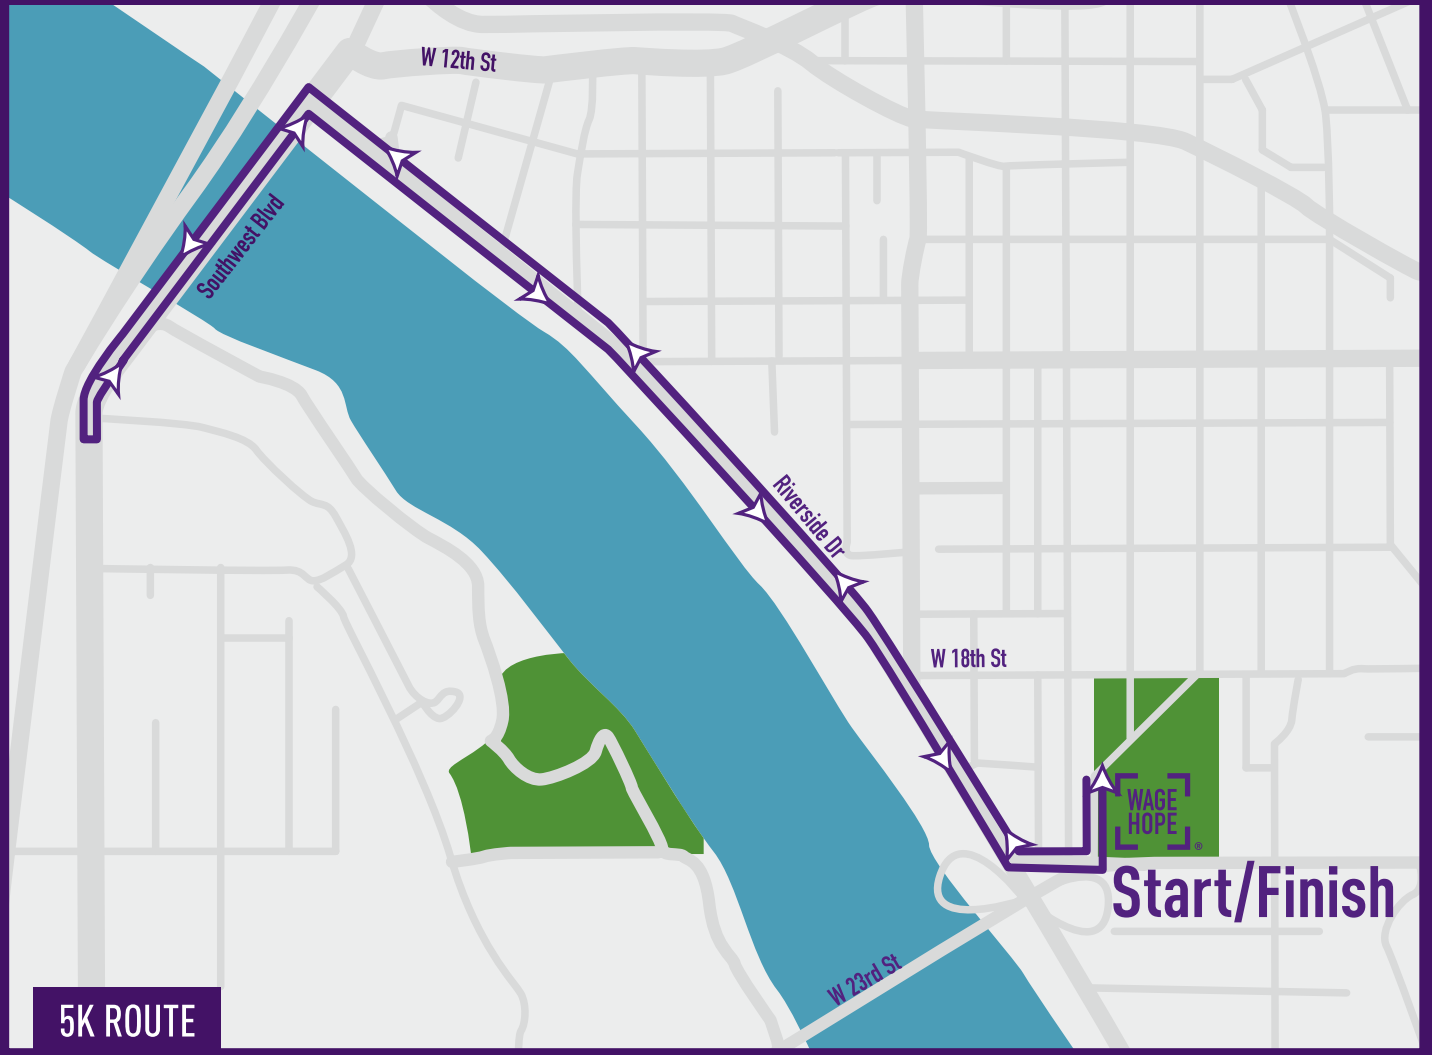 W 12th St
Southwest Blvd
Riverside Dr
W 18th St
WAGE
HOPE
®
Start/Finish
W 23rd St
5K ROUTE